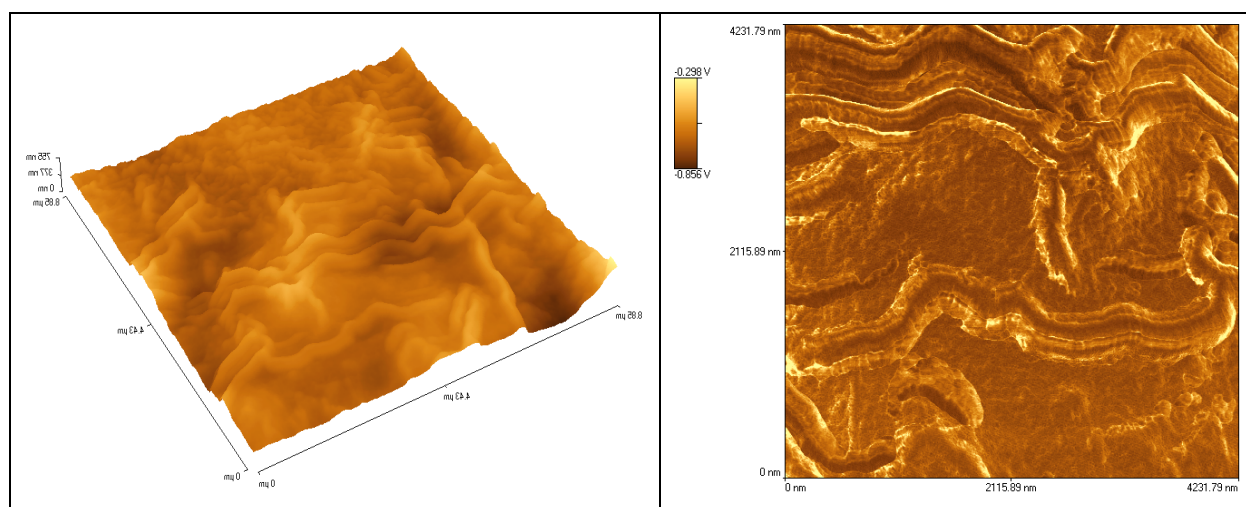 755 nm
377 nm
0 nm
8.85 µm
4.43 µm
0 µm
0 µm
4.43 µm
8.85 µm
-0.298 V
-0.856 V
4231.79 nm
2115.89 nm
0 nm
0 nm
2115.89 nm
4231.79 nm